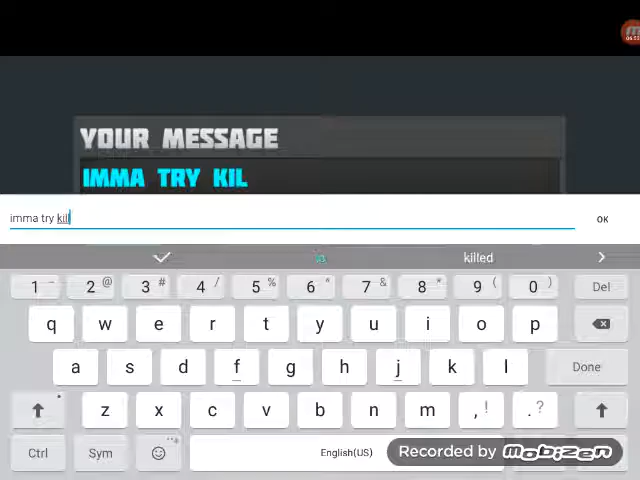 YOUR MESSAGE
IMMA TRY KIL
imma try kill
OK
killed
1 2 @ 3 # 4 / 5 % 6 ^ 7 & 8 * 9 ( 0 ) Del
q w e r t y u i o p
a s d f g h j k l Done
z x c v b n m , ! . ?
Ctrl Sym English(US)
Recorded by mobizen